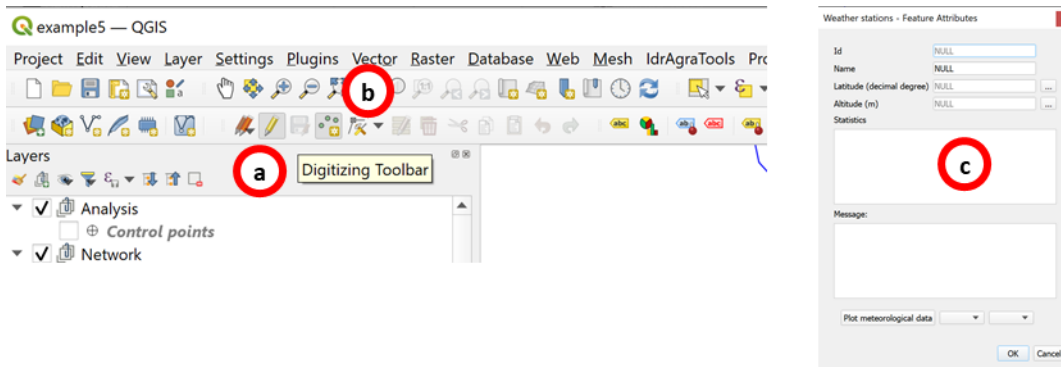 example5 — QGIS
Project Edit View Layer Settings Plugins Vector Raster Database Web Mesh IdrAgraTools Pro
b
a
Digitizing Toolbar
Layers
Analysis
Control points
Network
Weather stations - Feature Attributes
Id NULL
Name NULL
Latitude (decimal degree) NULL ...
Altitude (m) NULL ...
Statistics
c
Message:
Plot meteorological data
OK Cancel